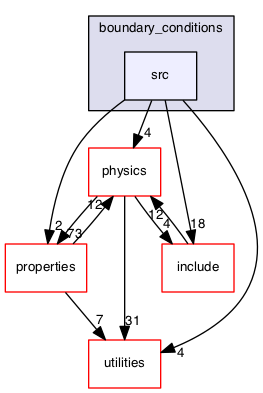 boundary_conditions
src
4
physics
12
12
4
2
73
18
properties
include
7
31
4
utilities